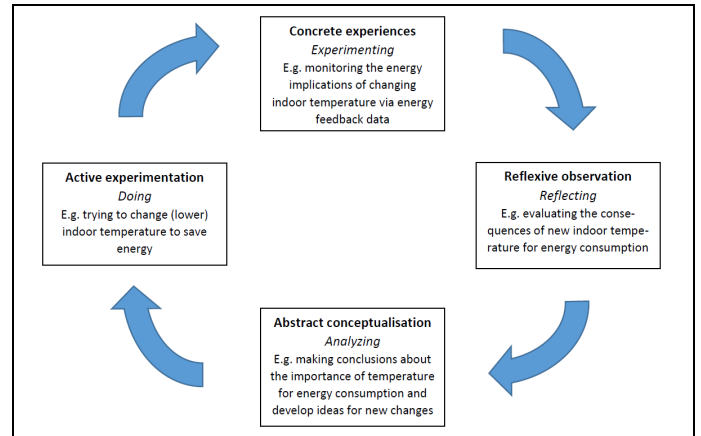 Concrete experiences
Experimenting
E.g. monitoring the energy
implications of changing
indoor temperature via energy
feedback data
Active experimentation
Doing
E.g. trying to change (lower)
indoor temperature to save
energy
Reflexive observation
Reflecting
E.g. evaluating the conse-
quences of new indoor tempe-
rature for energy consumption
Abstract conceptualisation
Analyzing
E.g. making conclusions about
the importance of temperature
for energy consumption and
develop ideas for new changes